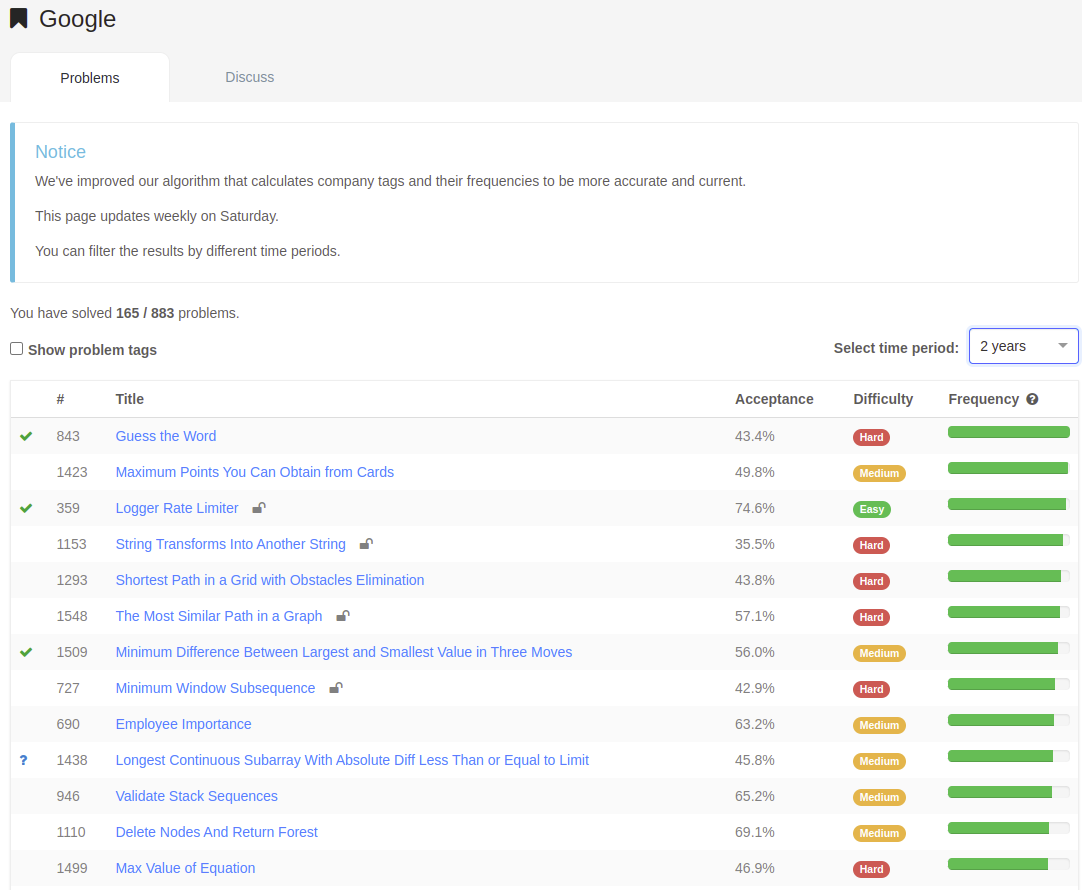 Google
Problems Discuss
Notice
We've improved our algorithm that calculates company tags and their frequencies to be more accurate and current.
This page updates weekly on Saturday.
You can filter the results by different time periods.
You have solved 165 / 883 problems.
Show problem tags Select time period: 2 years
# Title Acceptance Difficulty Frequency ?
843 Guess the Word 43.4% Hard
1423 Maximum Points You Can Obtain from Cards 49.8% Medium
359 Logger Rate Limiter 74.6% Easy
1153 String Transforms Into Another String 35.5% Hard
1293 Shortest Path in a Grid with Obstacles Elimination 43.8% Hard
1548 The Most Similar Path in a Graph 57.1% Hard
1509 Minimum Difference Between Largest and Smallest Value in Three Moves 56.0% Medium
727 Minimum Window Subsequence 42.9% Hard
690 Employee Importance 63.2% Medium
? 1438 Longest Continuous Subarray With Absolute Diff Less Than or Equal to Limit 45.8% Medium
946 Validate Stack Sequences 65.2% Medium
1110 Delete Nodes And Return Forest 69.1% Medium
1499 Max Value of Equation 46.9% Hard